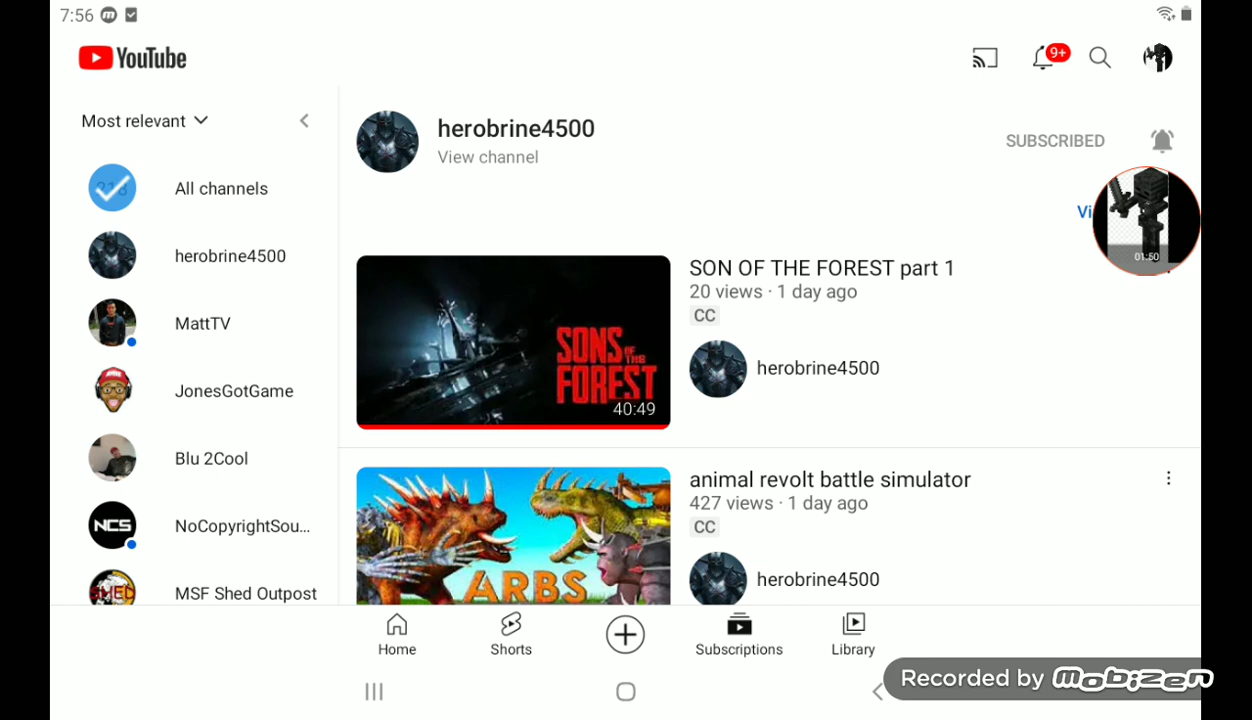 7:56
YouTube
9+
Most relevant
herobrine4500
View channel
SUBSCRIBED
All channels
herobrine4500
MattTV
JonesGotGame
Blu 2Cool
NCS
NoCopyrightSou...
SHED
MSF Shed Outpost
Vi
01:50
SONS OF THE
FOREST
40:49
SON OF THE FOREST part 1
20 views · 1 day ago
CC
herobrine4500
ARBS
animal revolt battle simulator
427 views · 1 day ago
CC
herobrine4500
Home
Shorts
Subscriptions
Library
Recorded by mobizen